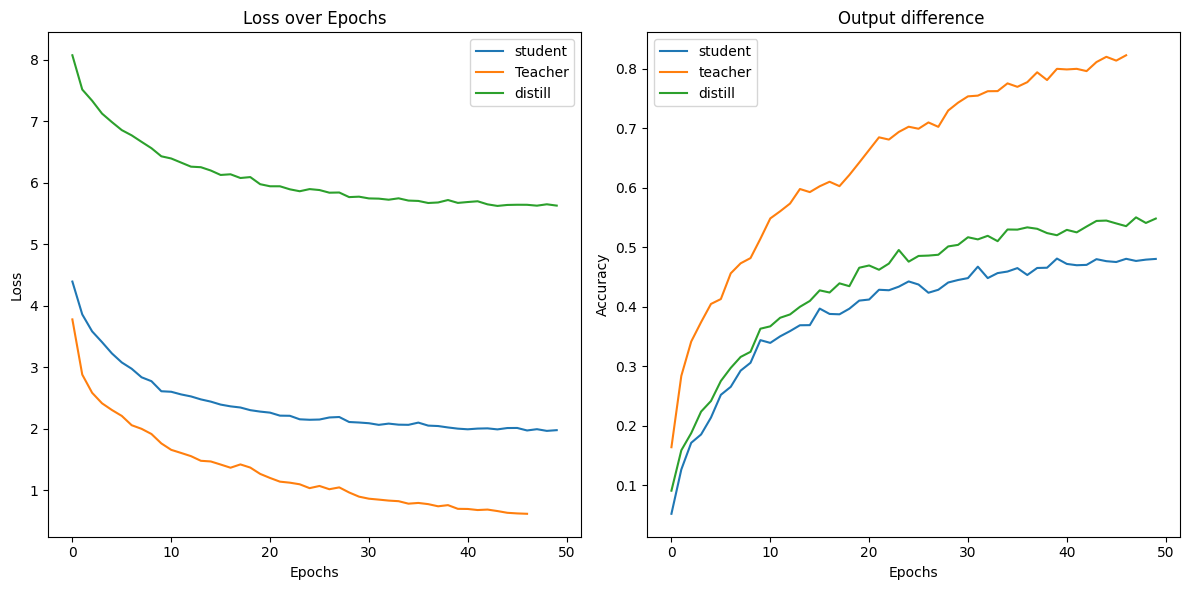 Loss over Epochs
Loss
8
7
6
5
4
3
2
1
student
Teacher
distill
0
10
20
30
40
50
Epochs
Output difference
Accuracy
0.8
0.7
0.6
0.5
0.4
0.3
0.2
0.1
student
teacher
distill
0
10
20
30
40
50
Epochs